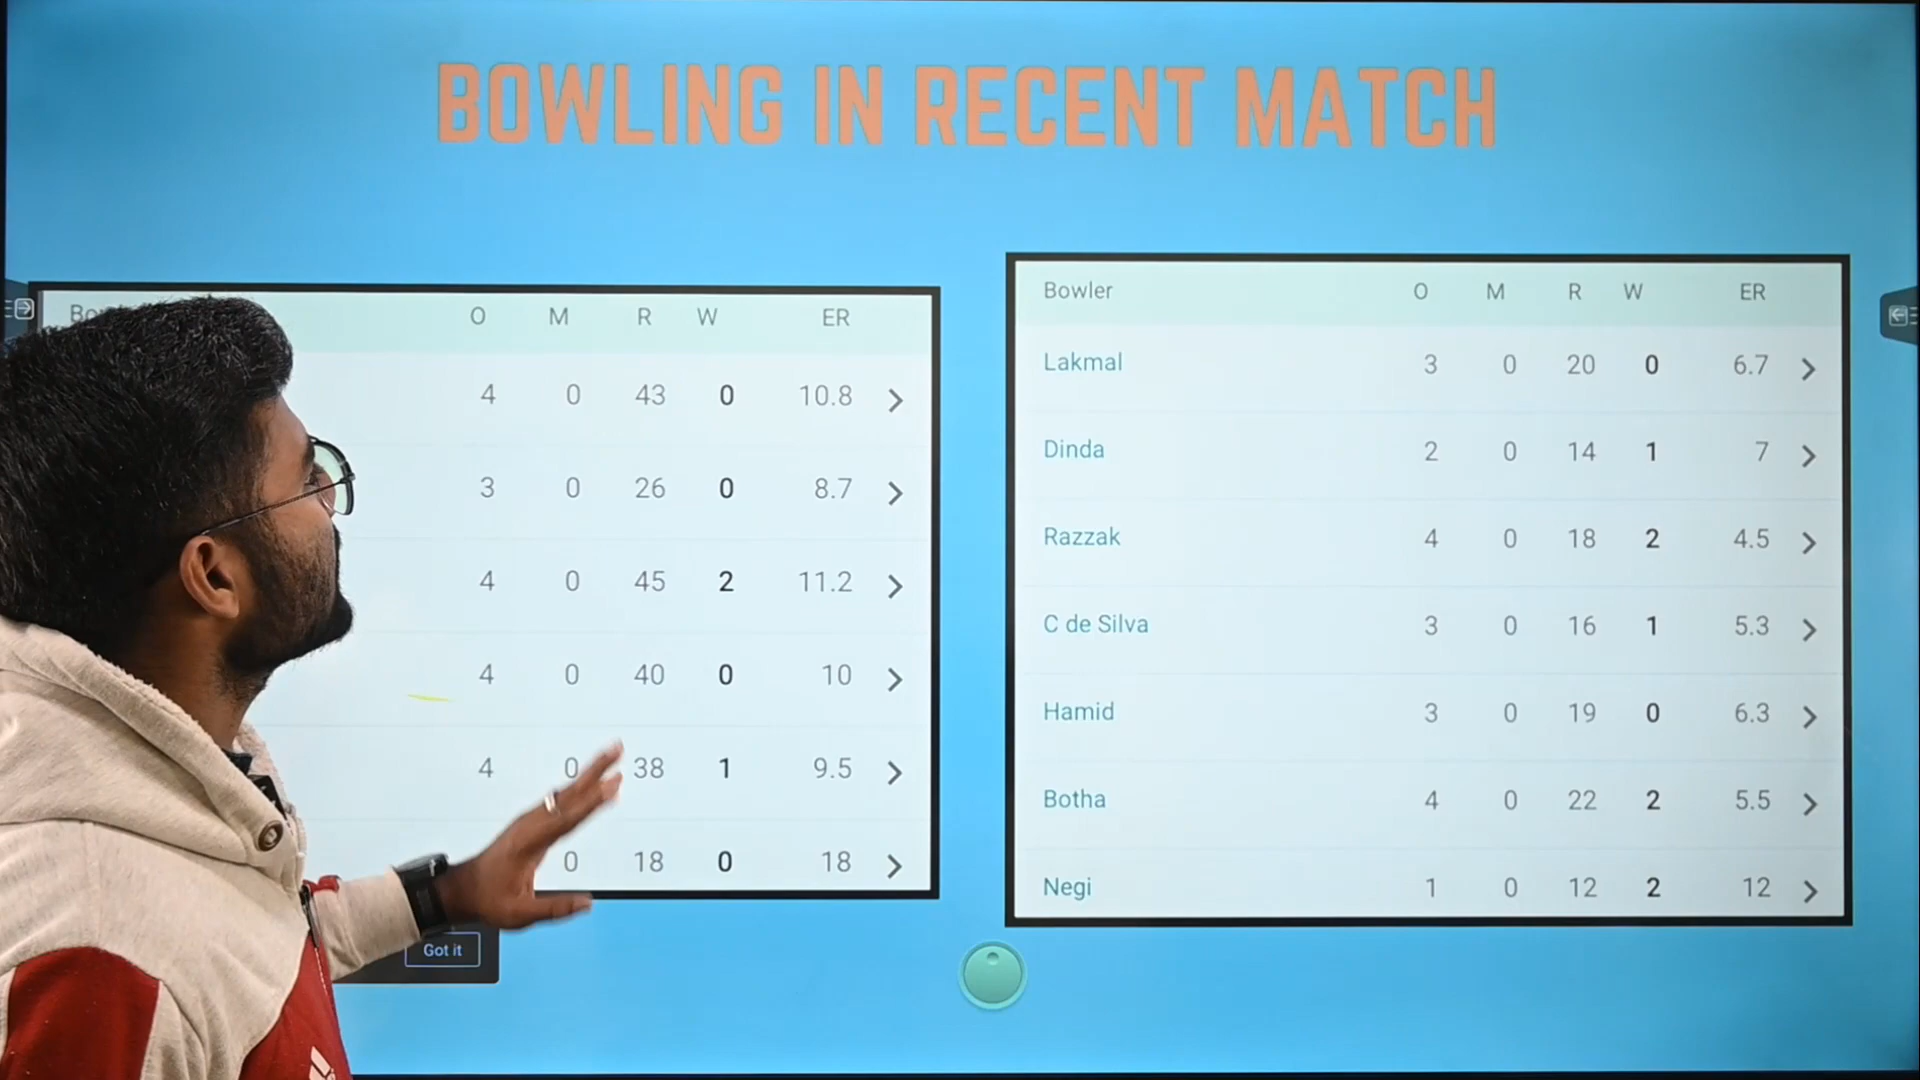 BOWLING IN RECENT MATCH
O M R W ER
4 0 43 0 10.8
3 0 26 0 8.7
4 0 45 2 11.2
4 0 40 0 10
4 0 38 1 9.5
0 18 0 18
Got it
Bowler O M R W ER
Lakmal 3 0 20 0 6.7
Dinda 2 0 14 1 7
Razzak 4 0 18 2 4.5
C de Silva 3 0 16 1 5.3
Hamid 3 0 19 0 6.3
Botha 4 0 22 2 5.5
Negi 1 0 12 2 12